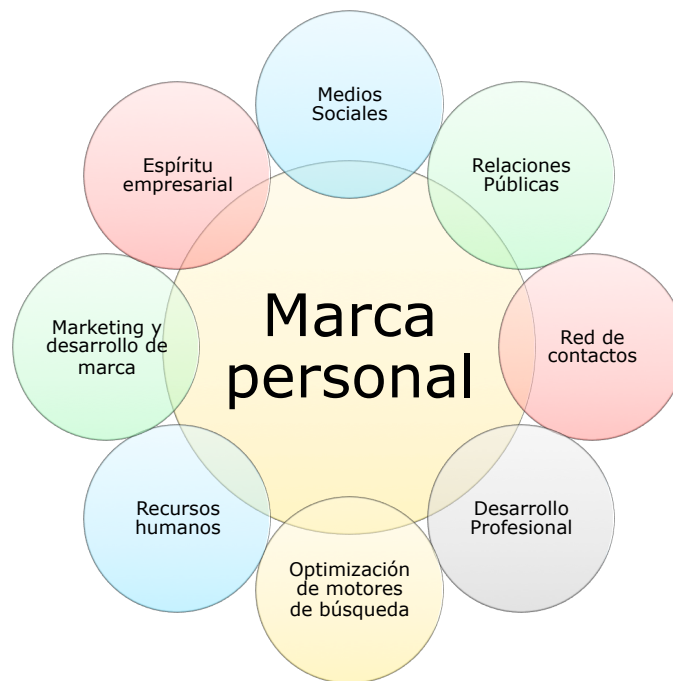 Medios
Sociales
Relaciones
Públicas
Red de
contactos
Desarrollo
Profesional
Optimización
de motores
de búsqueda
Recursos
humanos
Marketing y
desarrollo de
marca
Espíritu
empresarial
Marca
personal